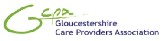 Gcpa
Gloucestershire
Care Providers Association